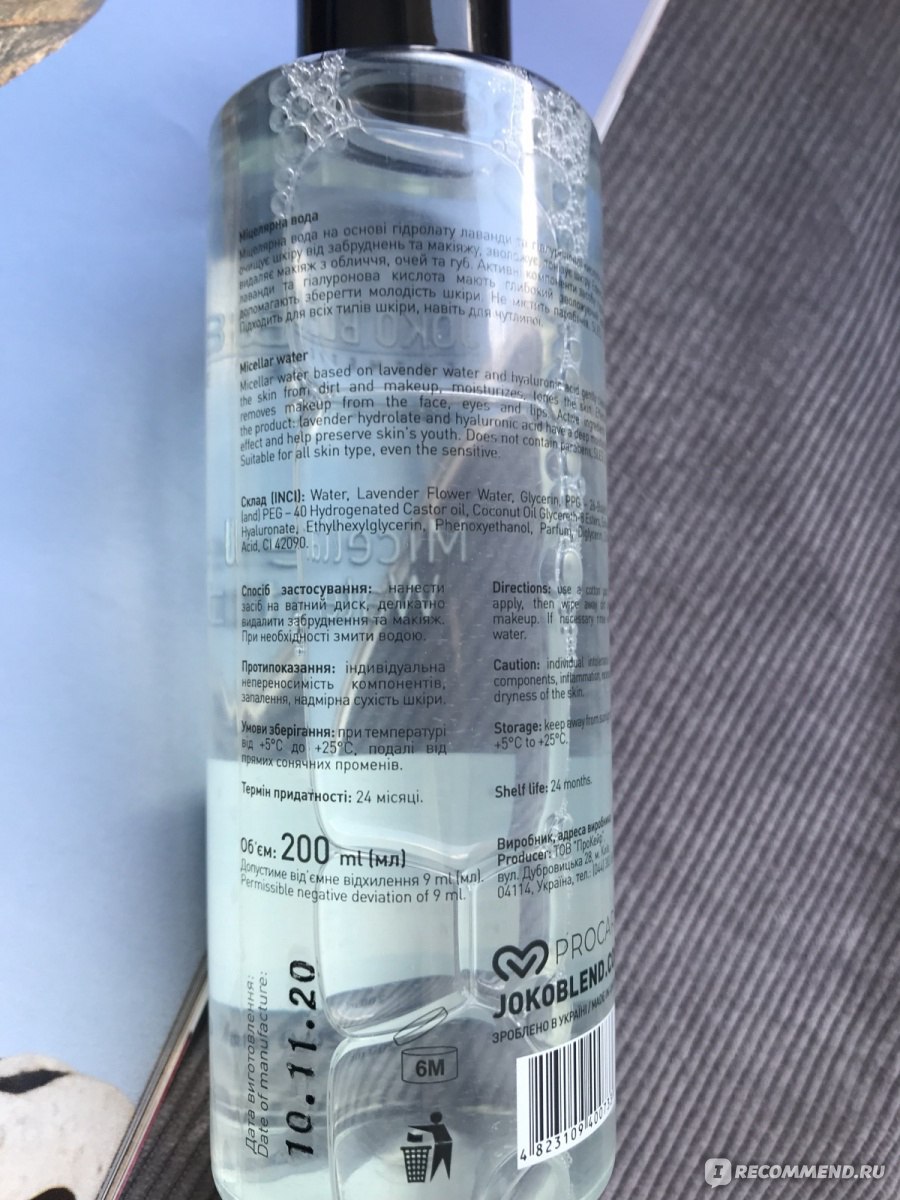 Міцелярна вода
Міцелярна вода на основі гідролату лаванди та
очищує шкіру від забруднень та макіяжу,
видаляє макіяж з обличчя, очей та губ.
лаванди та гіалуронова кислота мають глибокий
допомагають зберегти молодість шкіри. Не містить
Підходить для всіх типів шкіри, навіть для чутливої.
Micellar water
Micellar water based on lavender water and hyaluronic acid
the skin from dirt and makeup, moisturizes, tones the skin.
removes makeup from the face, eyes and lips. Active
the product: lavender hydrolate and hyaluronic acid have a deep
effect and help preserve skin's youth. Does not contain parabens,
Suitable for all skin type, even the sensitive.
Склад (INCI): Water, Lavender Flower Water, Glycerin, PPG - 26-
(and) PEG – 40 Hydrogenated Castor oil, Coconut Oil Glycereth-8 Esters,
Hyaluronate, Ethylhexylglycerin, Phenoxyethanol, Parfum,
Acid, CI 42090.
Спосіб застосування: нанести
засіб на ватний диск, делікатно
видалити забруднення та макіяж.
При необхідності змити водою.
Протипоказання: індивідуальна
непереносимість компонентів,
запалення, надмірна сухість шкіри.
Умови зберігання: при температурі
від +5°C до +25°C, подалі від
прямих сонячних променів.
Термін придатності: 24 місяці.
Directions: use a cotton
apply, then wipe away
makeup. If necessary
water.
Caution: individual
components, inflammation,
dryness of the skin.
Storage: keep away from
+5°C to +25°C.
Shelf life: 24 months.
Об'єм: 200 ml (мл)
Допустиме від'ємне відхилення 9 ml (мл).
Permissible negative deviation of 9 ml.
Виробник, адреса виробника
Producer: ТОВ "ПроКейр"
вул. Дубровицька 28, м. Київ
04114, Україна, тел.: (044)
PROCAR
JOKOBLEND.CO
ЗРОБЛЕНО В УКРАЇНІ / MADE IN
Дата виготовлення:
Date of manufacture:
10.11.20
6M
4 823109 4007
IRECOMMEND.RU